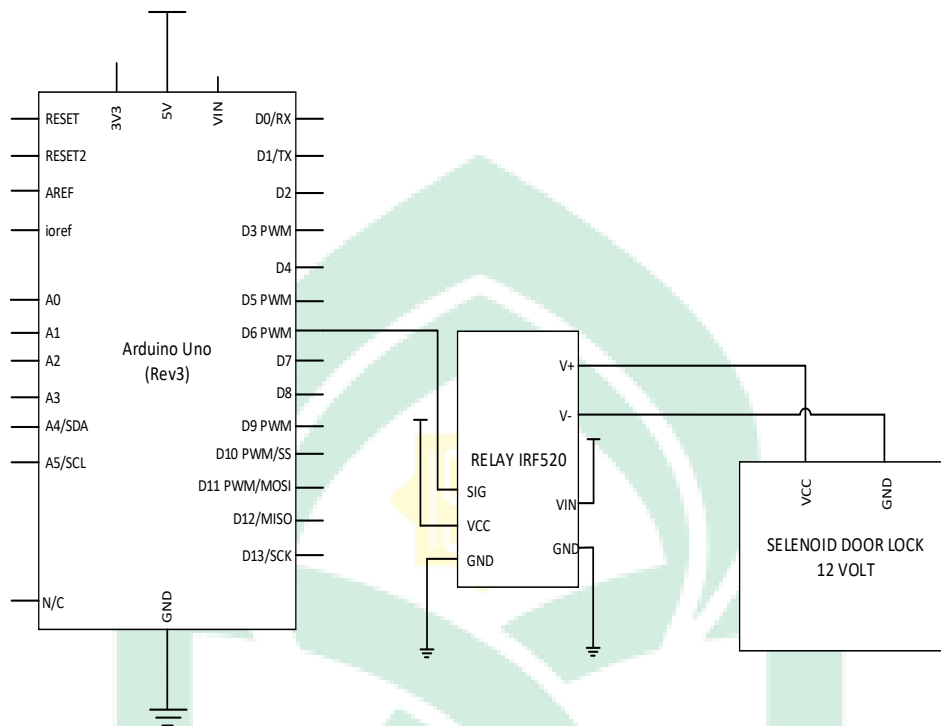 3V3
5V
VIN
RESET
RESET2
AREF
ioref
A0
A1
A2
A3
A4/SDA
A5/SCL
N/C
Arduino Uno
(Rev3)
D0/RX
D1/TX
D2
D3 PWM
D4
D5 PWM
D6 PWM
D7
D8
D9 PWM
D10 PWM/SS
D11 PWM/MOSI
D12/MISO
D13/SCK
GND
V+
V-
RELAY IRF520
SIG
VCC
GND
VIN
GND
VCC
GND
SELENOID DOOR LOCK
12 VOLT